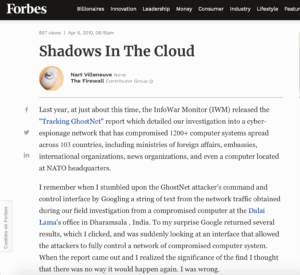 Forbes
Billionaires Innovation Leadership Money Consumer Industry Lifestyle Featu
857 views | Apr 6, 2010, 08:15am
Shadows In The Cloud
Nart Villeneuve
The Firewall Contributor Group
Last year, at just about this time, the InfoWar Monitor (IWM) released the
"Tracking GhostNet" report which detailed our investigation into a cyber-
espionage network that has compromised 1200+ computer systems spread
across 103 countries, including ministries of foreign affairs, embassies,
international organizations, news organizations, and even a computer located
at NATO headquarters.
I remember when I stumbled upon the GhostNet attacker's command and
control interface by Googling a string of text from the network traffic obtained
during our field investigation from a compromised computer at the Dalai
Lama's office in Dharamsala , India. To my surprise Google returned several
results, which I clicked, and was suddenly looking at an interface that allowed
the attackers to fully control a network of compromised computer system.
When the report came out and I realized the significance of the find I thought
that there was no way it would happen again. I was wrong.
Cookies on Forbes